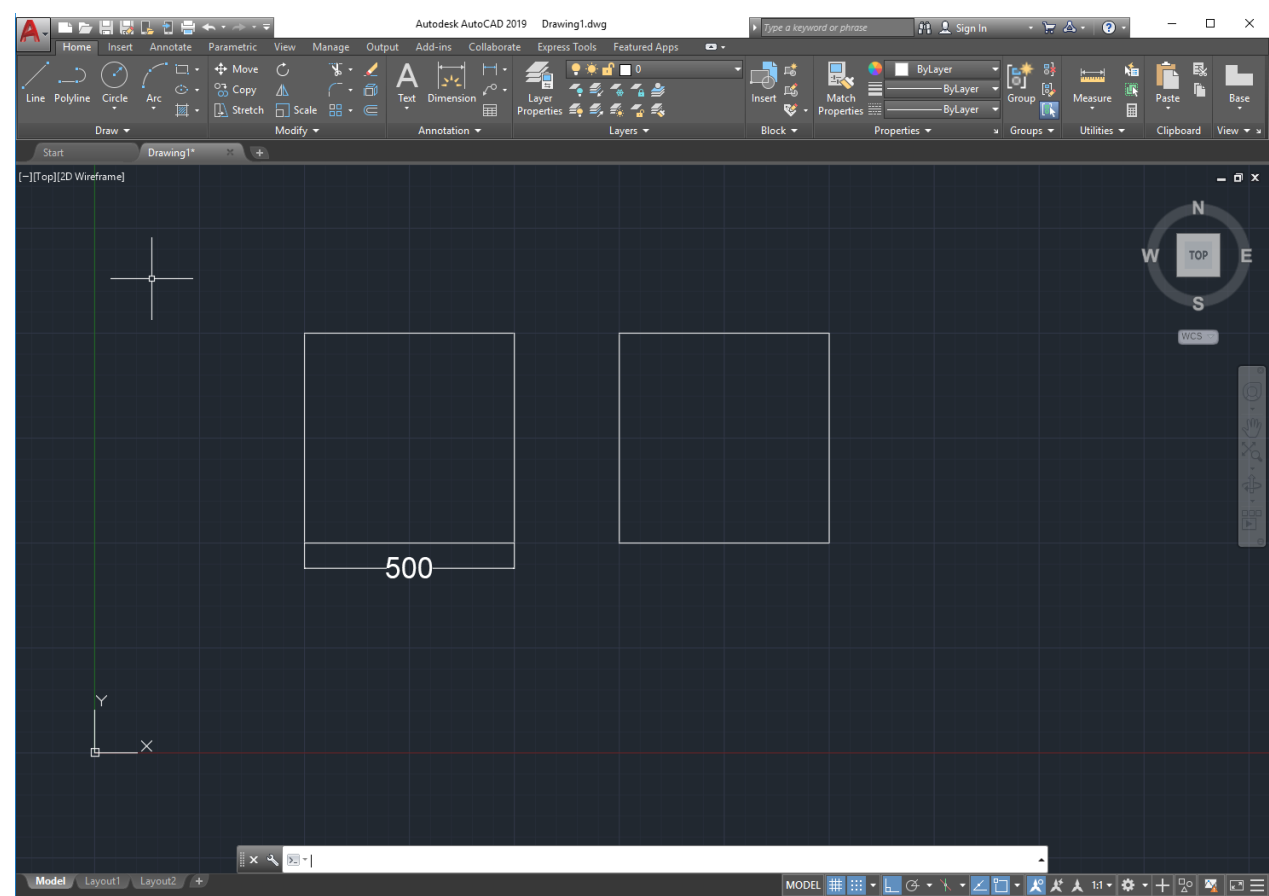 Autodesk AutoCAD 2019 Drawing1.dwg Type a keyword or phrase Sign In
Home Insert Annotate Parametric View Manage Output Add-ins Collaborate Express Tools Featured Apps
Move Copy Stretch Scale 0 ByLayer
ByLayer
ByLayer
Line Polyline Circle Arc Text Dimension Layer Properties Insert Match Properties Group Measure Paste Base
Draw Modify Annotation Layers Block Properties Groups Utilities Clipboard View
Start Drawing1*
[−][Top][2D Wireframe]
N
W TOP E
S
WCS
500
Y
X
Model Layout1 Layout2 MODEL 1:1